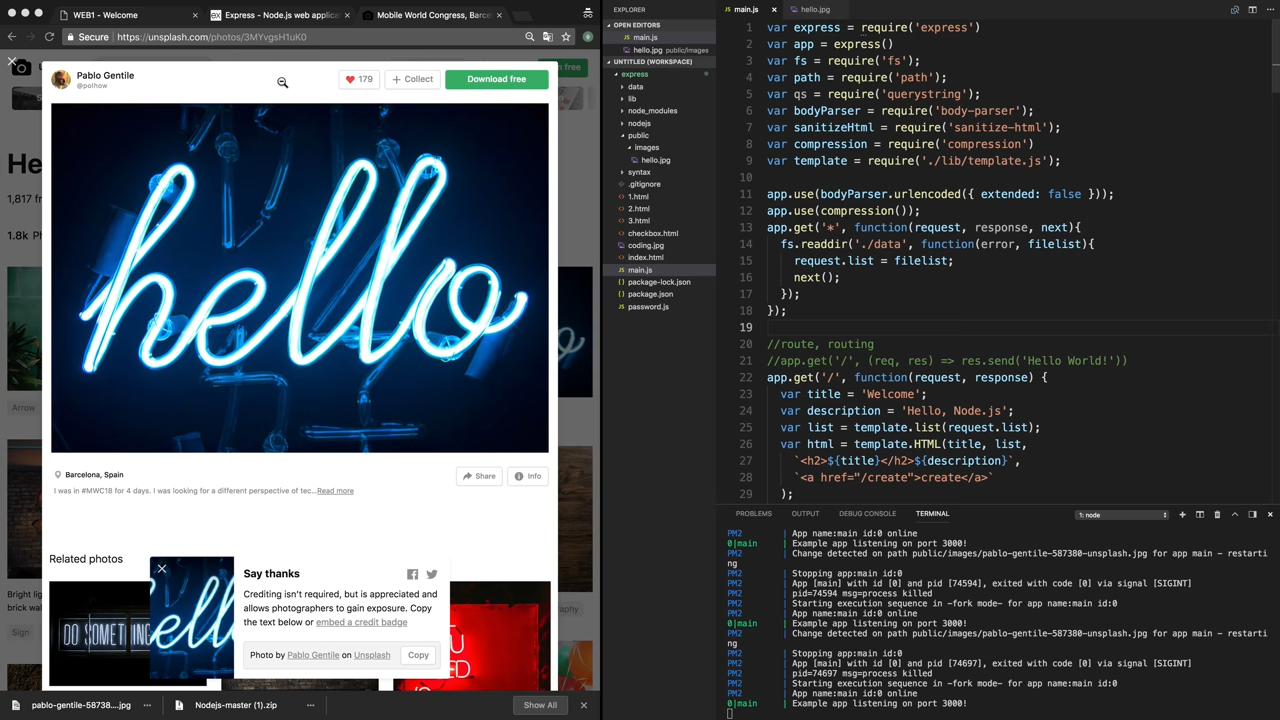 WEB1 - Welcome
Express - Node.js web applic
Mobile World Congress, Barcel
Secure
https://unsplash.com/photos/3MYvgsH1uK0
Pablo Gentile
@polhow
179
Collect
Download free
hello
Barcelona, Spain
Share
Info
I was in #MWC18 for 4 days. I was looking for a different perspective of tec...Read more
Related photos
Say thanks
Crediting isn't required, but is appreciated and
allows photographers to gain exposure. Copy
the text below or embed a credit badge
Photo by Pablo Gentile on Unsplash
Copy
He
1,817 fr
1.8k Ph
Arrow
Bright lig
brick wal
Sign
DO SOMETHING
pablo-gentile-58738....jpg
Nodejs-master (1).zip
Show All
EXPLORER
OPEN EDITORS
main.js
hello.jpg public/images
UNTITLED (WORKSPACE)
express
data
lib
node_modules
nodejs
public
images
hello.jpg
syntax
.gitignore
1.html
2.html
3.html
checkbox.html
coding.jpg
index.html
main.js
package-lock.json
package.json
password.js
main.js
hello.jpg
1 var express = require('express')
2 var app = express()
3 var fs = require('fs');
4 var path = require('path');
5 var qs = require('querystring');
6 var bodyParser = require('body-parser');
7 var sanitizeHtml = require('sanitize-html');
8 var compression = require('compression')
9 var template = require('./lib/template.js');
10
11 app.use(bodyParser.urlencoded({ extended: false }));
12 app.use(compression());
13 app.get('*', function(request, response, next){
14 fs.readdir('./data', function(error, filelist){
15 request.list = filelist;
16 next();
17 });
18 });
19
20 //route, routing
21 //app.get('/', (req, res) => res.send('Hello World!'))
22 app.get('/', function(request, response) {
23 var title = 'Welcome';
24 var description = 'Hello, Node.js';
25 var list = template.list(request.list);
26 var html = template.HTML(title, list,
27 `<h2>${title}</h2>${description}`,
28 `<a href="/create">create</a>`
29 );
PROBLEMS OUTPUT DEBUG CONSOLE TERMINAL
1: node
PM2 | App name:main id:0 online
0|main | Example app listening on port 3000!
PM2 | Change detected on path public/images/pablo-gentile-587380-unsplash.jpg for app main - restarti
ng
PM2 | Stopping app:main id:0
PM2 | App [main] with id [0] and pid [74594], exited with code [0] via signal [SIGINT]
PM2 | pid=74594 msg=process killed
PM2 | Starting execution sequence in -fork mode- for app name:main id:0
PM2 | App name:main id:0 online
0|main | Example app listening on port 3000!
PM2 | Change detected on path public/images/pablo-gentile-587380-unsplash.jpg for app main - restarti
ng
PM2 | Stopping app:main id:0
PM2 | App [main] with id [0] and pid [74697], exited with code [0] via signal [SIGINT]
PM2 | pid=74697 msg=process killed
PM2 | Starting execution sequence in -fork mode- for app name:main id:0
PM2 | App name:main id:0 online
0|main | Example app listening on port 3000!